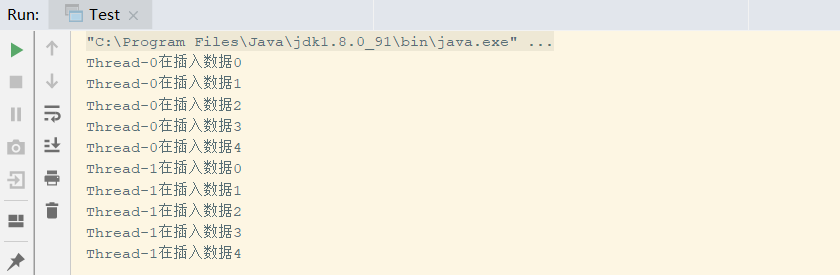 Run: Test
"C:\Program Files\Java\jdk1.8.0_91\bin\java.exe" ...
Thread-0在插入数据0
Thread-0在插入数据1
Thread-0在插入数据2
Thread-0在插入数据3
Thread-0在插入数据4
Thread-1在插入数据0
Thread-1在插入数据1
Thread-1在插入数据2
Thread-1在插入数据3
Thread-1在插入数据4